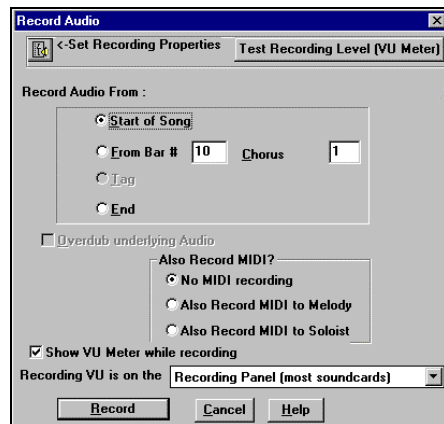 Record Audio
<-Set Recording Properties Test Recording Level (VU Meter)
Record Audio From :
Start of Song
From Bar # 10 Chorus 1
Tag
End
Overdub underlying Audio
Also Record MIDI?
No MIDI recording
Also Record MIDI to Melody
Also Record MIDI to Soloist
Show VU Meter while recording
Recording VU is on the Recording Panel (most soundcards)
Record Cancel Help